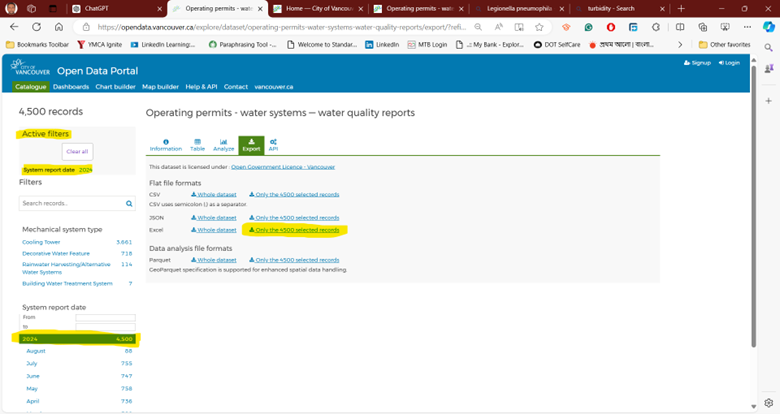 ChatGPT
Operating permits - wate
Home — City of Vancouv
Operating permits - wate
Legionella pneumophila
turbidity - Search
https://opendata.vancouver.ca/explore/dataset/operating-permits-water-systems-water-quality-reports/export/?refi...
Bookmarks Toolbar
YMCA Ignite
LinkedIn Learning:...
Paraphrasing Tool -...
Welcome to Standar...
LinkedIn
MTB Login
.:: My Bank - Explor...
DOT SelfCare
প্রথম আলো | বাংলা...
Other favorites
CITY OF VANCOUVER
Open Data Portal
Signup
Login
Catalogue Dashboards Chart builder Map builder Help & API Contact vancouver.ca
4,500 records
Active filters
Clear all
System report date 2024
Filters
Search records...
Mechanical system type
Cooling Tower 3,661
Decorative Water Feature 718
Rainwater Harvesting/Alternative Water Systems 114
Building Water Treatment System 7
System report date
From
to
2024 4,500
August 88
July 755
June 747
May 758
April 736
Operating permits - water systems — water quality reports
Information Table Analyze Export API
This dataset is licensed under : Open Government Licence - Vancouver
Flat file formats
CSV Whole dataset Only the 4500 selected records
CSV uses semicolon (;) as a separator.
JSON Whole dataset Only the 4500 selected records
Excel Whole dataset Only the 4500 selected records
Data analysis file formats
Parquet Whole dataset Only the 4500 selected records
GeoParquet specification is supported for enhanced spatial data handling